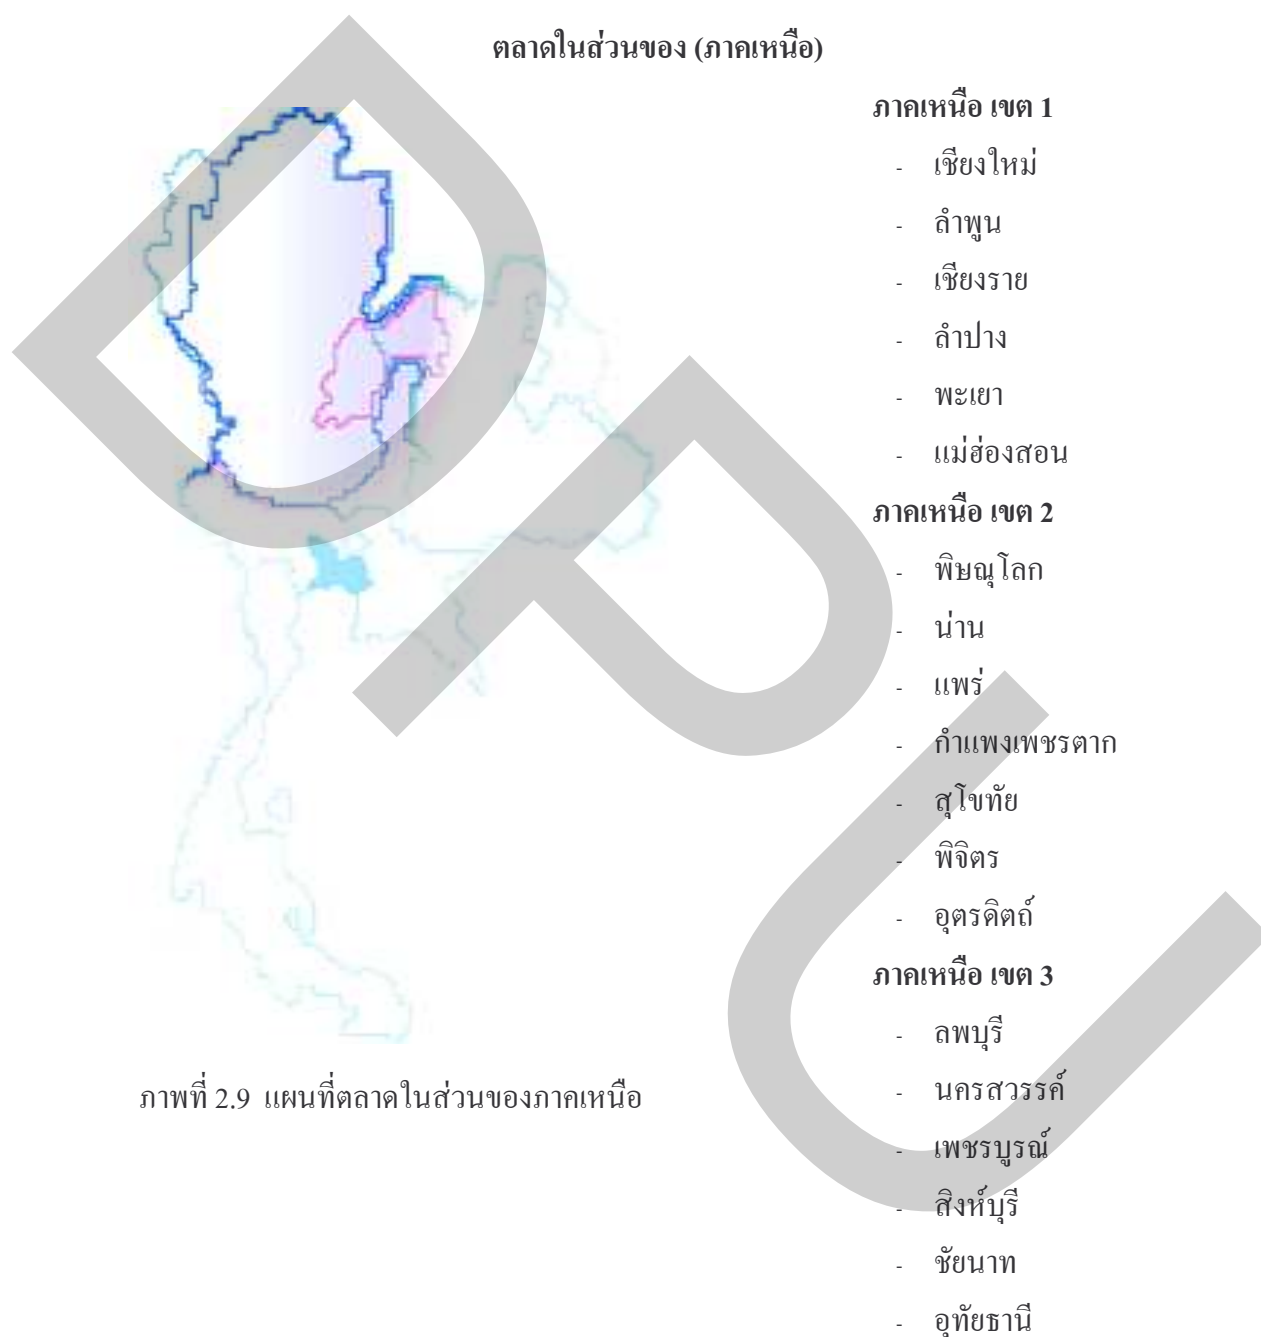 ตลาดในส่วนของ (ภาคเหนือ)
ภาคเหนือ เขต 1
- เชียงใหม่
- ลำพูน
- เชียงราย
- ลำปาง
- พะเยา
- แม่ฮ่องสอน
ภาคเหนือ เขต 2
- พิษณุโลก
- น่าน
- แพร่
- กำแพงเพชรตาก
- สุโขทัย
- พิจิตร
- อุตรดิตถ์
ภาคเหนือ เขต 3
- ลพบุรี
- นครสวรรค์
- เพชรบูรณ์
- สิงห์บุรี
- ชัยนาท
- อุทัยธานี
ภาพที่ 2.9 แผนที่ตลาดในส่วนของภาคเหนือ
DPU